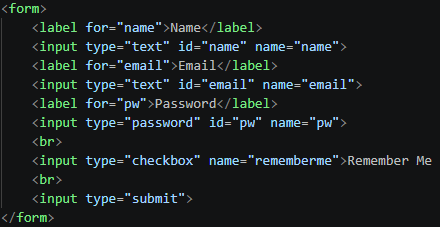 <form>
<label for="name">Name</label>
<input type="text" id="name" name="name">
<label for="email">Email</label>
<input type="text" id="email" name="email">
<label for="pw">Password</label>
<input type="password" id="pw" name="pw">
<br>
<input type="checkbox" name="rememberme">Remember Me
<br>
<input type="submit">
</form>